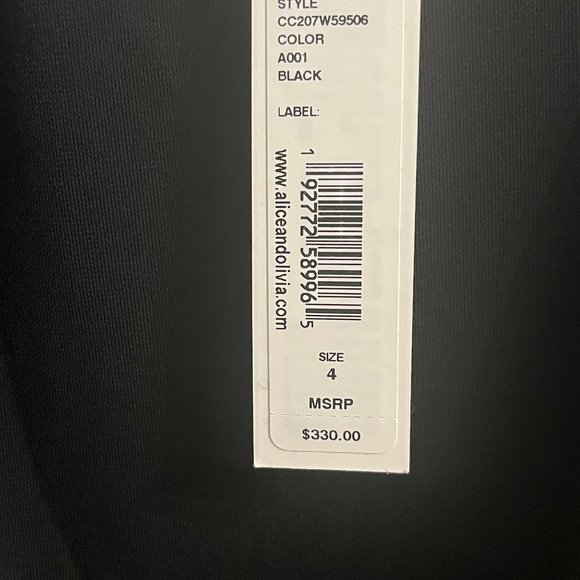 STYLE
CC207W59506
COLOR
A001
BLACK
LABEL:
www.aliceandolivia.com
1 92772 58996 5
SIZE
4
MSRP
$330.00